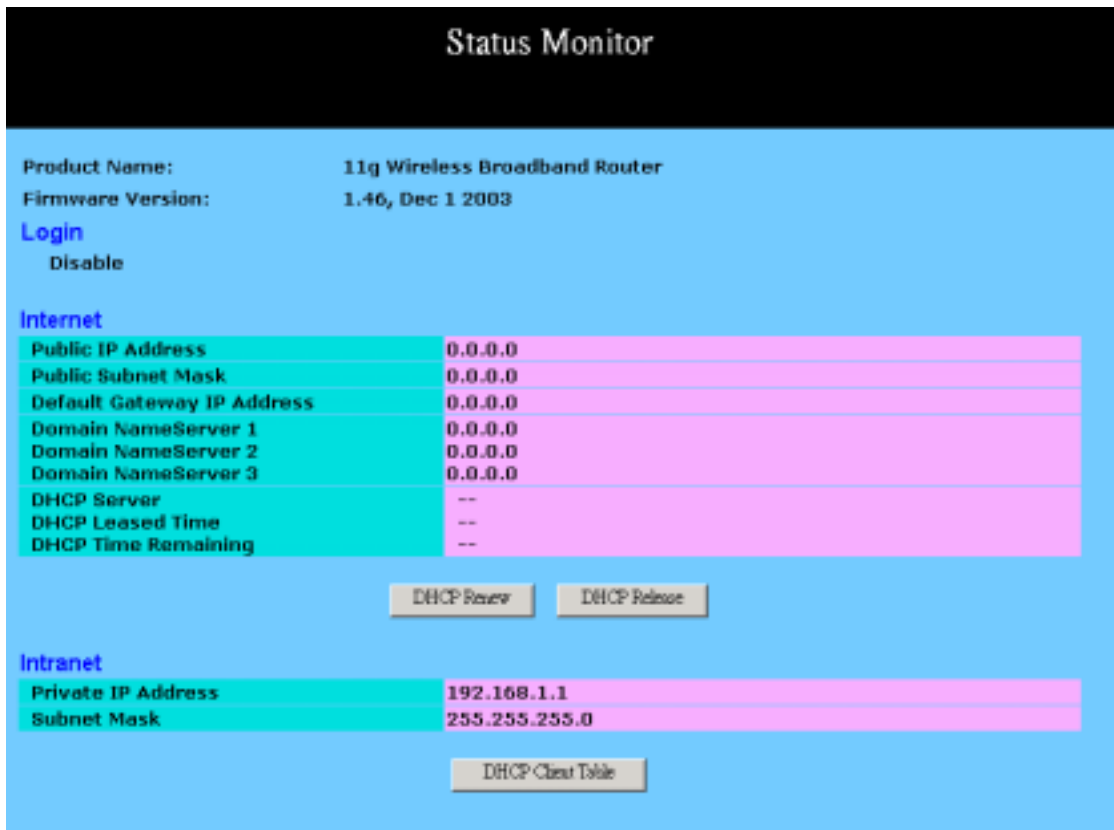 Status Monitor
Product Name: 11g Wireless Broadband Router
Firmware Version: 1.46, Dec 1 2003
Login
Disable
Internet
Public IP Address 0.0.0.0
Public Subnet Mask 0.0.0.0
Default Gateway IP Address 0.0.0.0
Domain NameServer 1 0.0.0.0
Domain NameServer 2 0.0.0.0
Domain NameServer 3 0.0.0.0
DHCP Server --
DHCP Leased Time --
DHCP Time Remaining --
DHCP Renew DHCP Release
Intranet
Private IP Address 192.168.1.1
Subnet Mask 255.255.255.0
DHCP Client Table